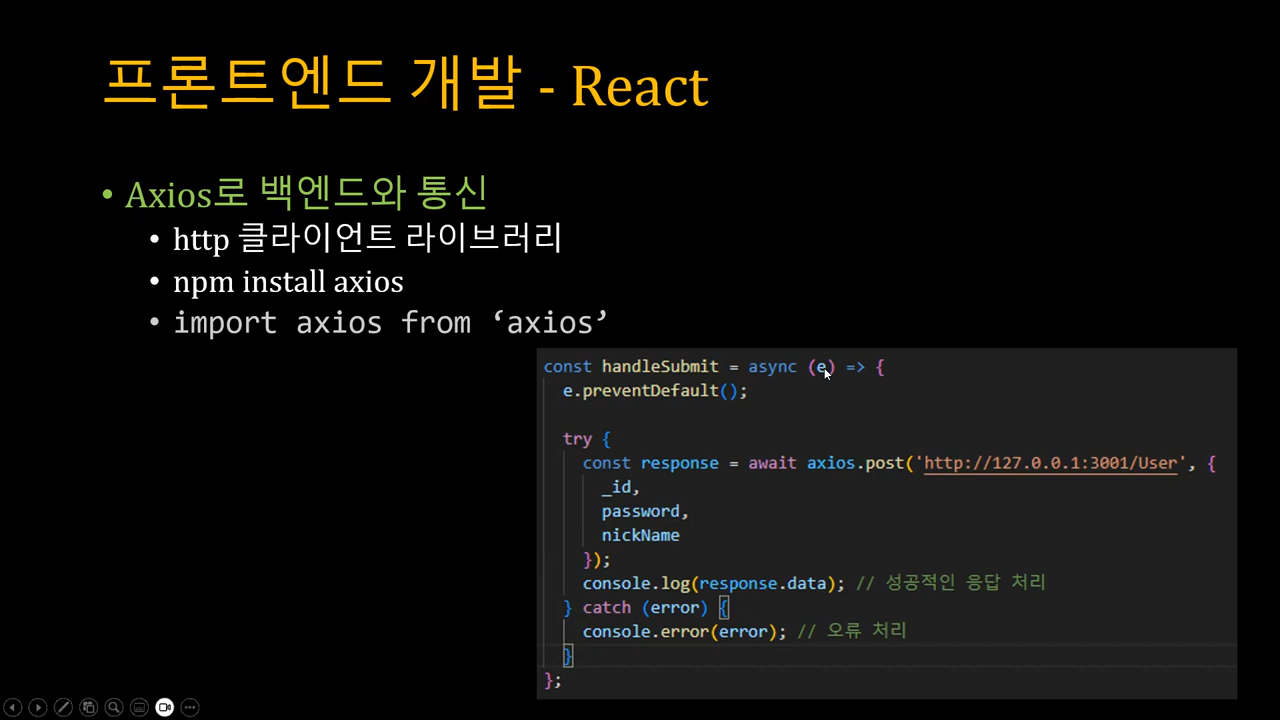 프론트엔드 개발 - React
• Axios로 백엔드와 통신
• http 클라이언트 라이브러리
• npm install axios
• import axios from ‘axios’
const handleSubmit = async (e) => {
e.preventDefault();
try {
const response = await axios.post('http://127.0.0.1:3001/User', {
_id,
password,
nickName
});
console.log(response.data); // 성공적인 응답 처리
} catch (error) {
console.error(error); // 오류 처리
}
};